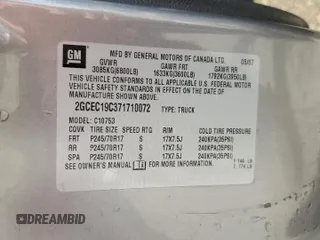 GM
MFD BY GENERAL MOTORS OF CANADA LTD.
05/07
GVWR GAWR FRT GAWR RR
3085KG(6800LB) 1633KG(3600LB) 1792KG(3950LB)
THIS VEHICLE CONFORMS TO ALL APPLICABLE U.S. FEDERAL MOTOR
VEHICLE SAFETY STANDARDS IN EFFECT ON THE DATE OF
MANUFACTURE SHOWN ABOVE.
2GCEC19C371710072 TYPE: TRUCK
MODEL: C10753
TIRE SIZE SPEED RTG RIM COLD TIRE PRESSURE
FRT P245/70R17 S 17X7.5J 240KPA(35PSI)
RR P245/70R17 S 17X7.5J 240KPA(35PSI)
SPA P245/70R17 S 17X7.5J 240KPA(35PSI)
SEE OWNER'S MANUAL FOR MORE INFORMATION.
DREAMBID